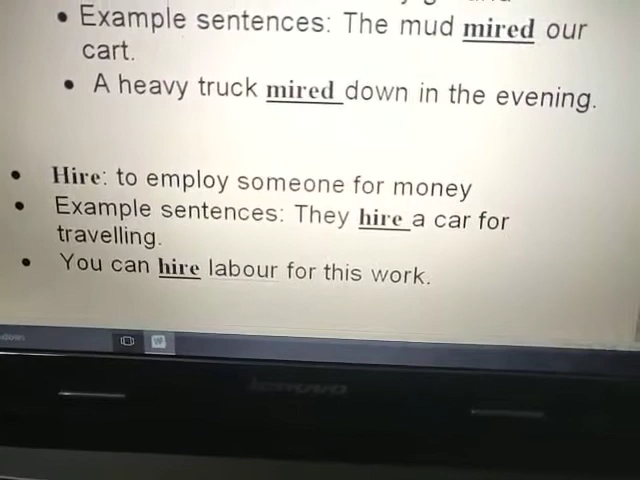 • Example sentences: The mud mired our
cart.
• A heavy truck mired down in the evening.
• Hire: to employ someone for money
• Example sentences: They hire a car for
travelling.
• You can hire labour for this work.
lenovo